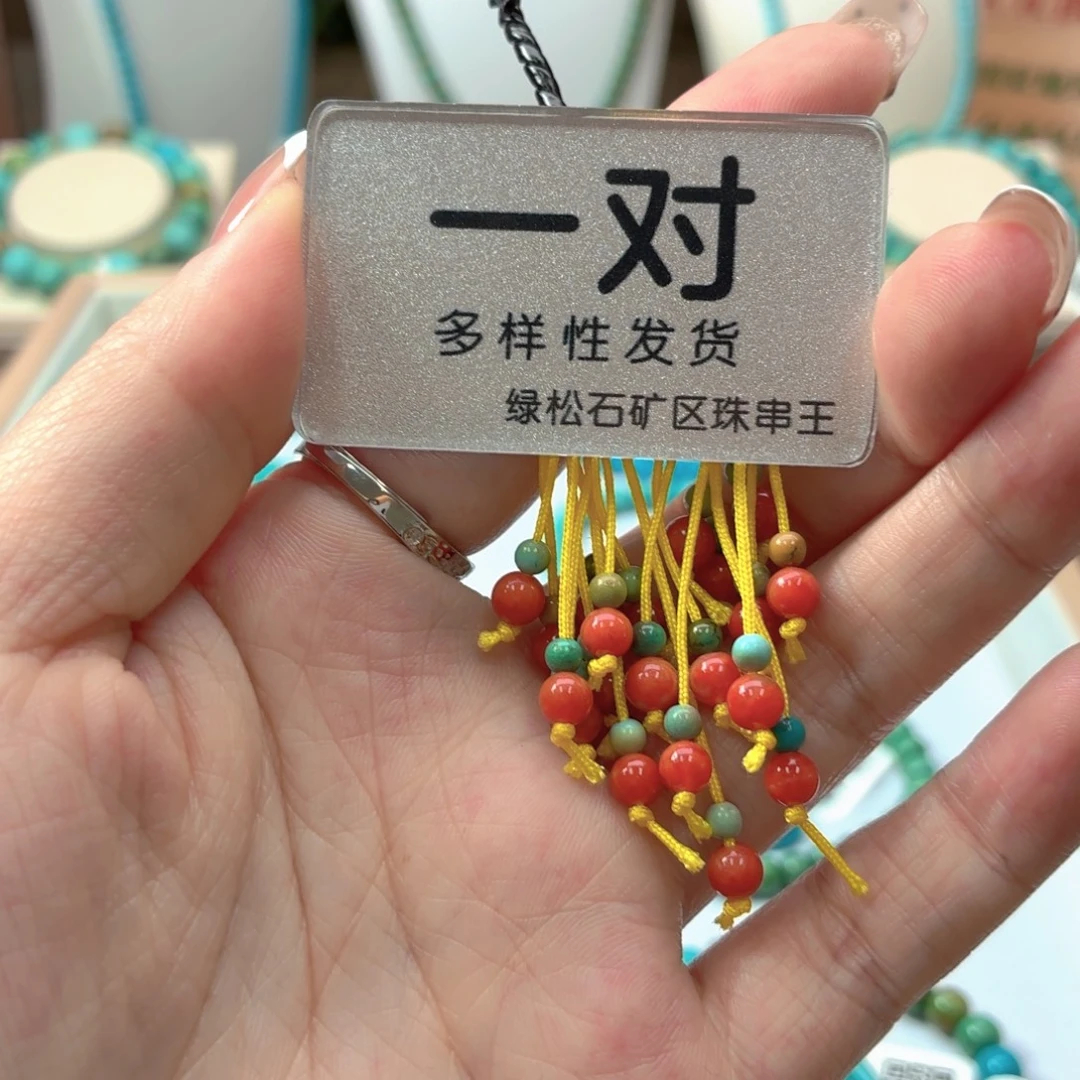 一对
多样性发货
绿松石矿区珠串王